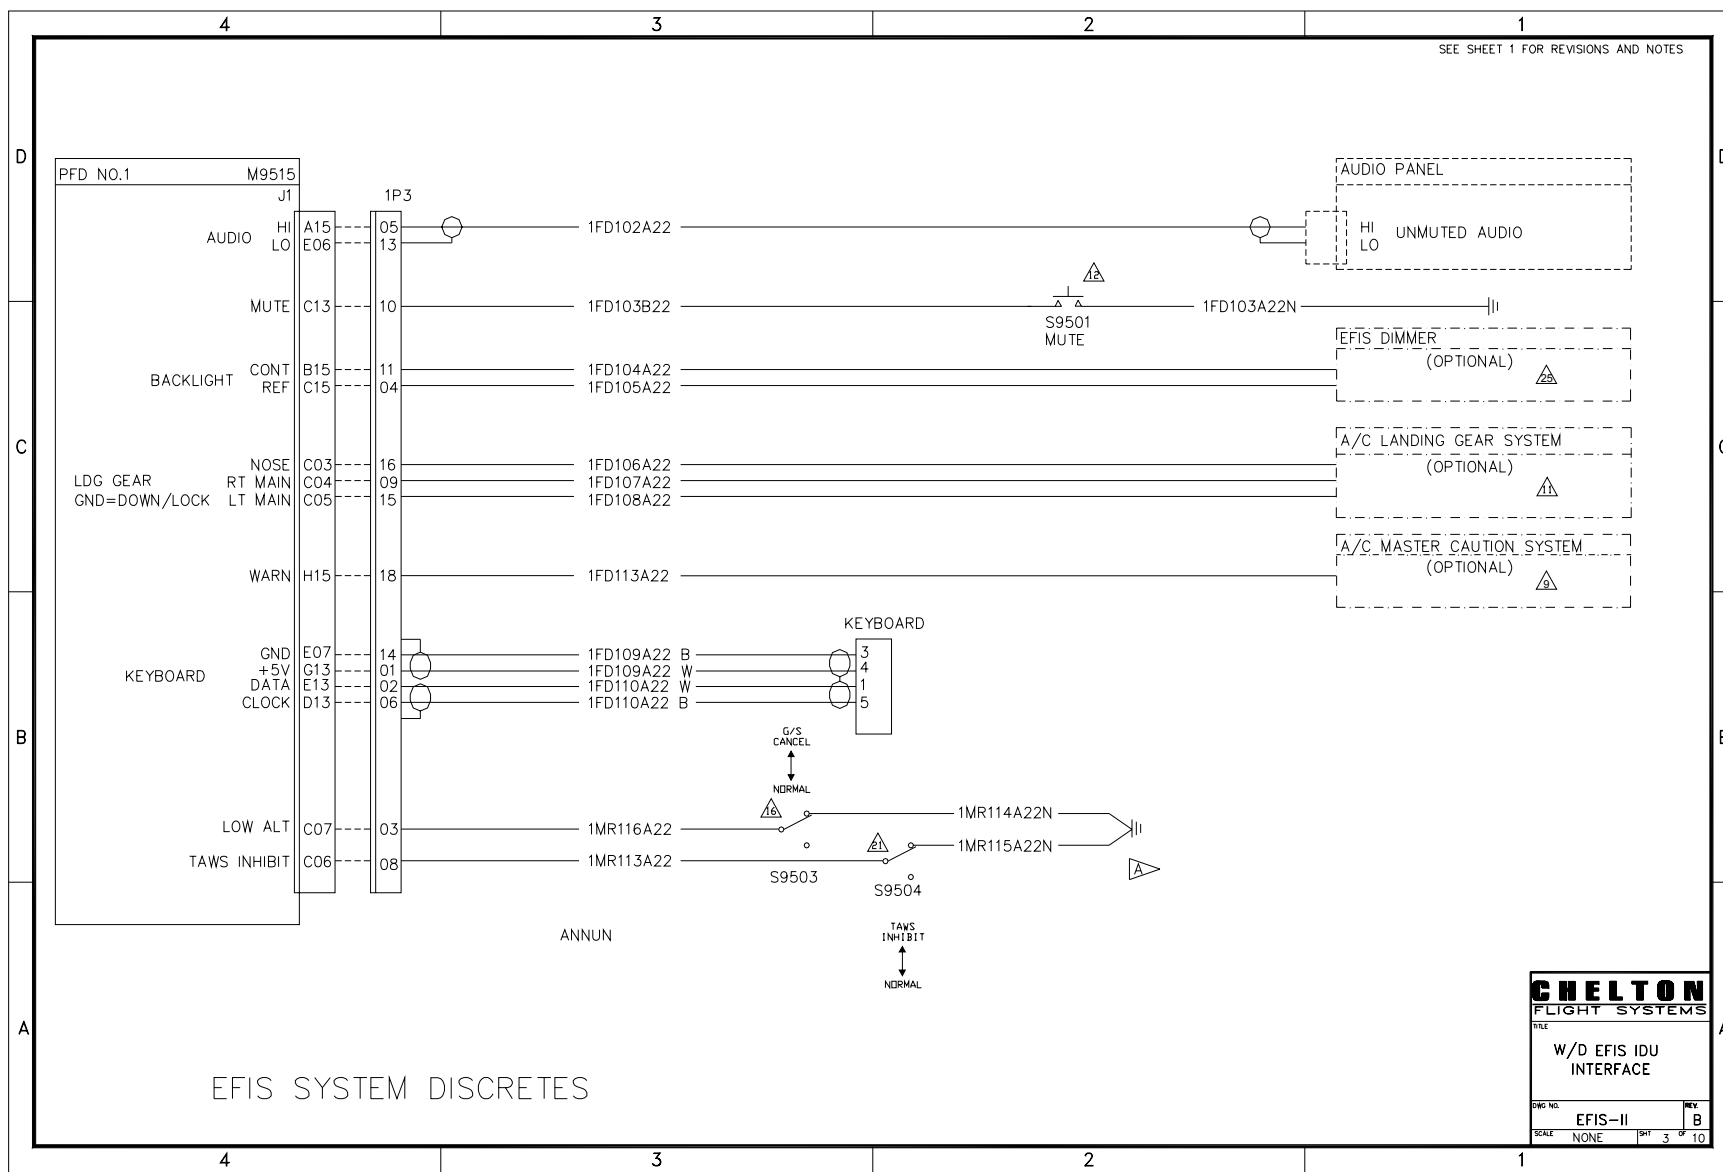 4 3 2 1
SEE SHEET 1 FOR REVISIONS AND NOTES
D
PFD NO.1 M9515
J1 1P3
AUDIO PANEL
AUDIO HI A15 05 1FD102A22 HI UNMUTED AUDIO
LO E06 13 LO
12
MUTE C13 10 1FD103B22 1FD103A22N
S9501
MUTE
EFIS DIMMER
(OPTIONAL)
25
BACKLIGHT CONT B15 11 1FD104A22
REF C15 04 1FD105A22
C
A/C LANDING GEAR SYSTEM
(OPTIONAL)
11
NOSE C03 16 1FD106A22
LDG GEAR RT MAIN C04 09 1FD107A22
GND=DOWN/LOCK LT MAIN C05 15 1FD108A22
A/C MASTER CAUTION SYSTEM
(OPTIONAL)
9
WARN H15 18 1FD113A22
KEYBOARD
GND E07 14 1FD109A22 B 3
KEYBOARD +5V G13 01 1FD109A22 W 4
DATA E13 02 1FD110A22 W 1
CLOCK D13 06 1FD110A22 B 5
B
G/S
CANCEL
NORMAL
16
LOW ALT C07 03 1MR116A22 1MR114A22N
21
TAWS INHIBIT C06 08 1MR113A22 1MR115A22N
A
S9503 S9504
ANNUN
TAWS
INHIBIT
NORMAL
A
EFIS SYSTEM DISCRETES
CHELTON
FLIGHT SYSTEMS
TITLE
W/D EFIS IDU
INTERFACE
DWG NO. EFIS-II REV. B
SCALE NONE SHT 3 OF 10
4 3 2 1